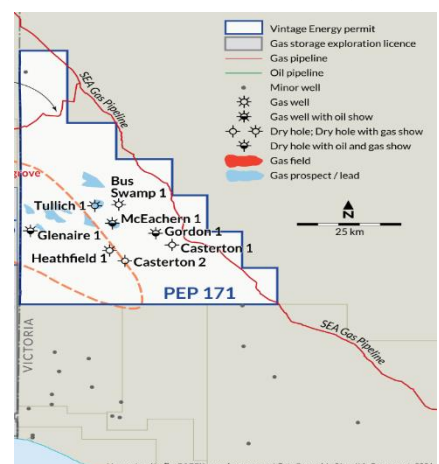 Vintage Energy permit
Gas storage exploration licence
Gas pipeline
Oil pipeline
Minor well
Gas well
Gas well with oil show
Dry hole; Dry hole with gas show
Dry hole with oil and gas show
Gas field
Gas prospect / lead
N
25 km
SEA Gas Pipeline
grove
Bus
Swamp 1
Tullich 1
McEachern 1
Glenaire 1
Gordon 1
Casterton 1
Heathfield 1
Casterton 2
PEP 171
SEA Gas Pipeline
VICTORIA